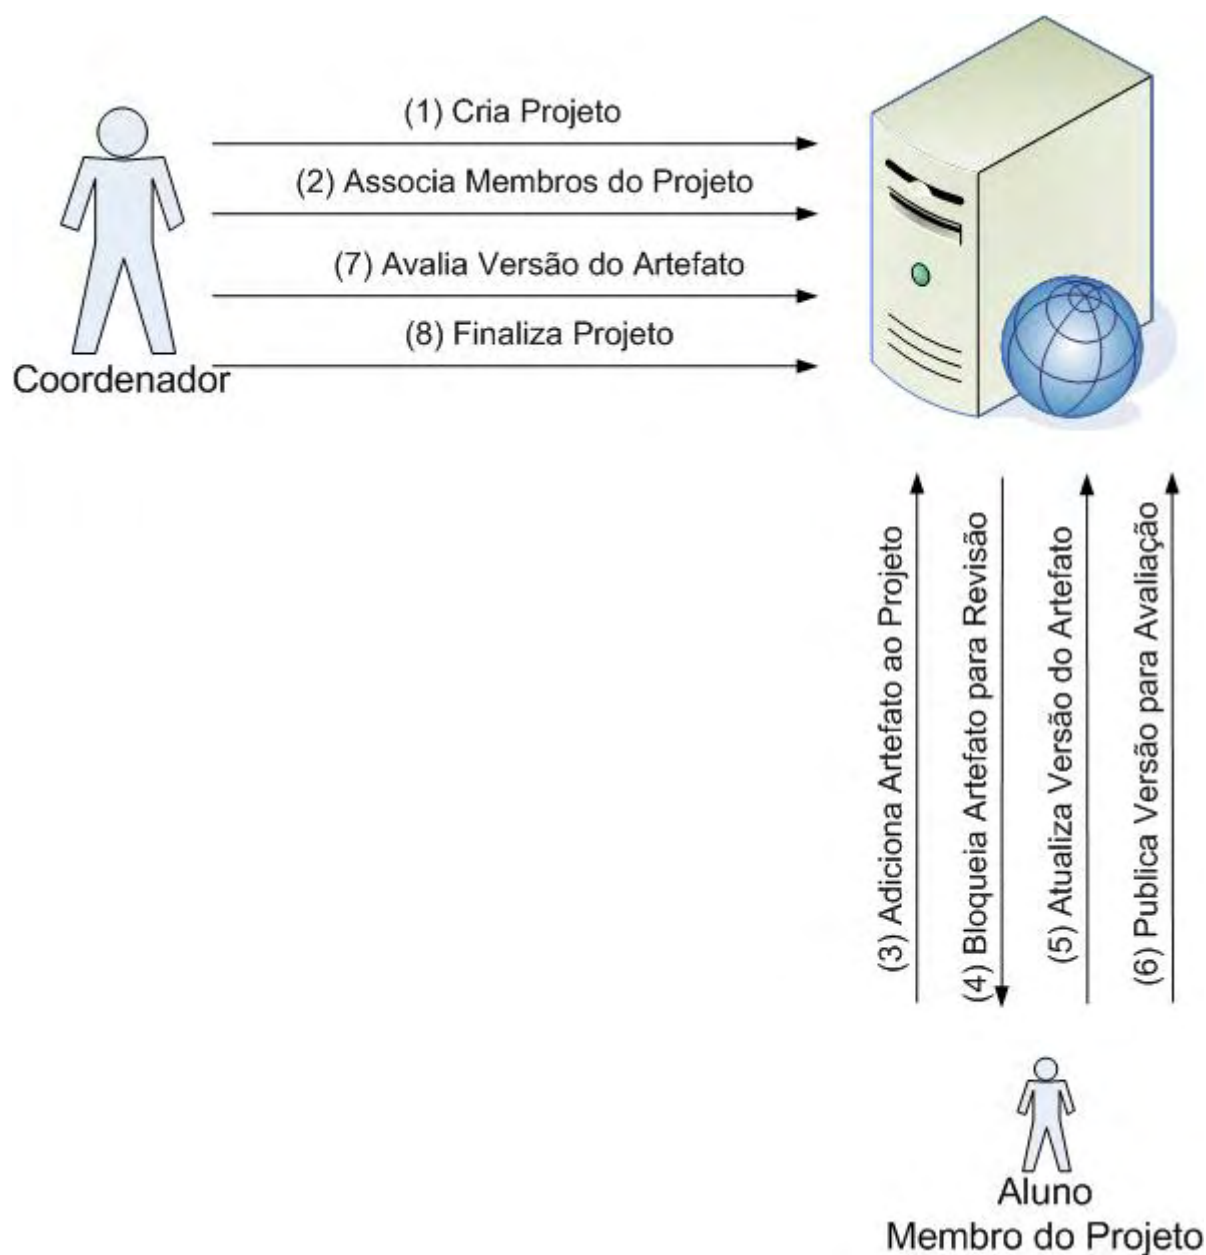 (1) Cria Projeto
(2) Associa Membros do Projeto
(7) Avalia Versão do Artefato
(8) Finaliza Projeto
Coordenador
(3) Adiciona Artefato ao Projeto
(4) Bloqueia Artefato para Revisão
(5) Atualiza Versão do Artefato
(6) Publica Versão para Avaliação
Aluno
Membro do Projeto